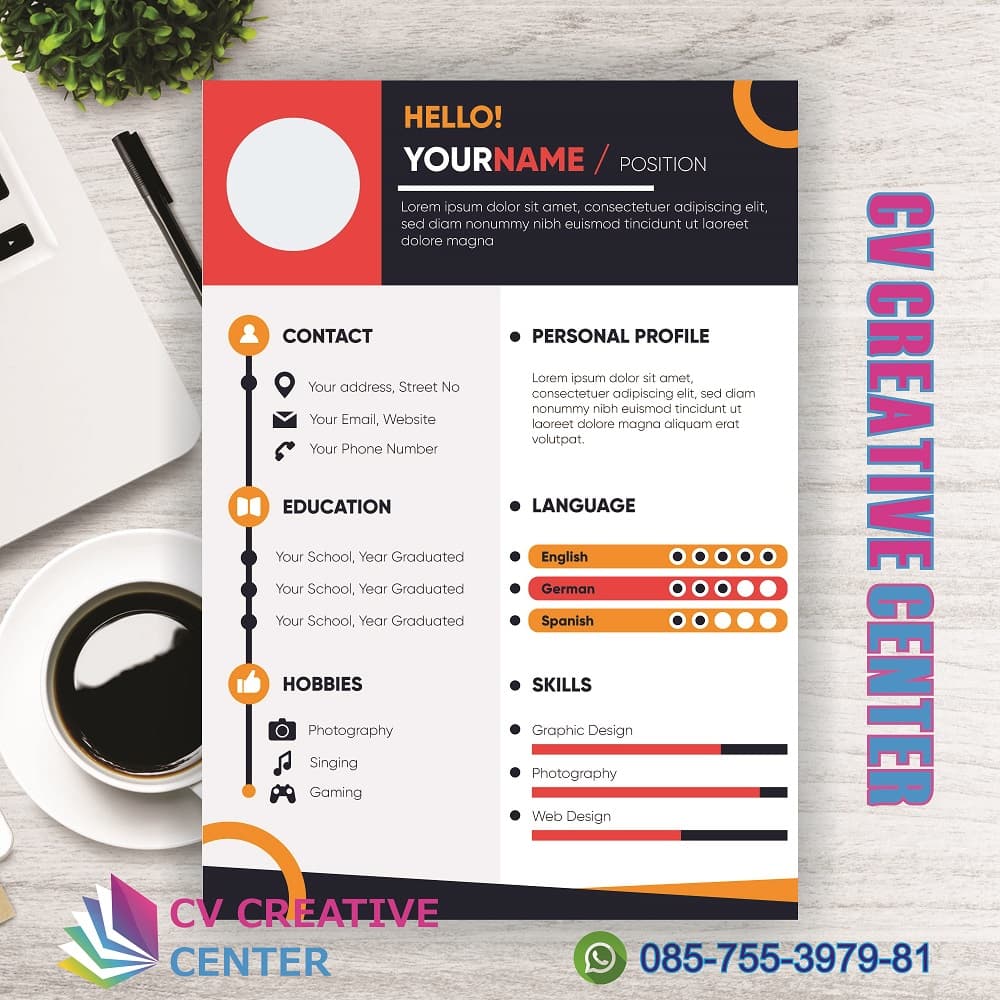 HELLO!
YOURNAME / POSITION
Lorem ipsum dolor sit amet, consectetuer adipiscing elit,
sed diam nonummy nibh euismod tincidunt ut laoreet
dolore magna
CONTACT
Your address, Street No
Your Email, Website
Your Phone Number
EDUCATION
Your School, Year Graduated
Your School, Year Graduated
Your School, Year Graduated
HOBBIES
Photography
Singing
Gaming
PERSONAL PROFILE
Lorem ipsum dolor sit amet,
consectetuer adipiscing elit, sed diam
nonummy nibh euismod tincidunt ut
laoreet dolore magna aliquam erat
volutpat.
LANGUAGE
English
German
Spanish
SKILLS
Graphic Design
Photography
Web Design
CV CREATIVE CENTER
CV CREATIVE
CENTER
085-755-3979-81